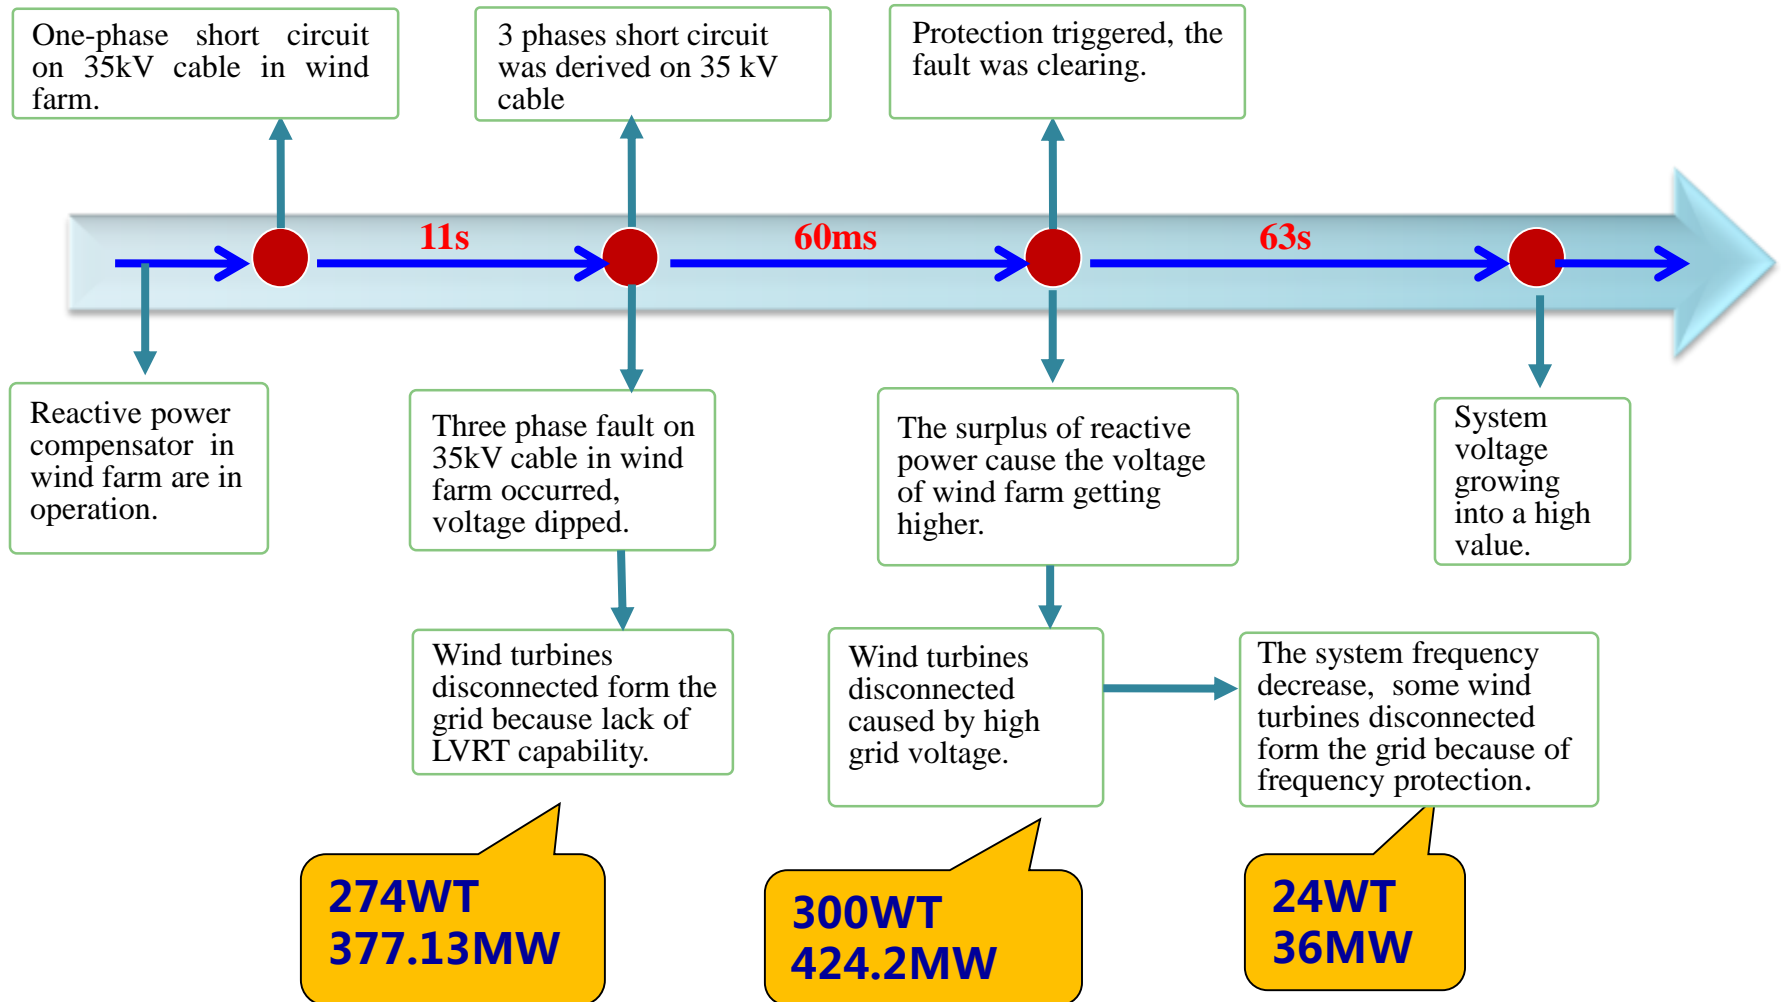 One-phase short circuit
on 35kV cable in wind
farm.
3 phases short circuit
was derived on 35 kV
cable
Protection triggered, the
fault was clearing.
11s
60ms
63s
Reactive power
compensator in
wind farm are in
operation.
Three phase fault on
35kV cable in wind
farm occurred,
voltage dipped.
The surplus of reactive
power cause the voltage
of wind farm getting
higher.
System
voltage
growing
into a high
value.
Wind turbines
disconnected form the
grid because lack of
LVRT capability.
Wind turbines
disconnected
caused by high
grid voltage.
The system frequency
decrease, some wind
turbines disconnected
form the grid because of
frequency protection.
274WT
377.13MW
300WT
424.2MW
24WT
36MW